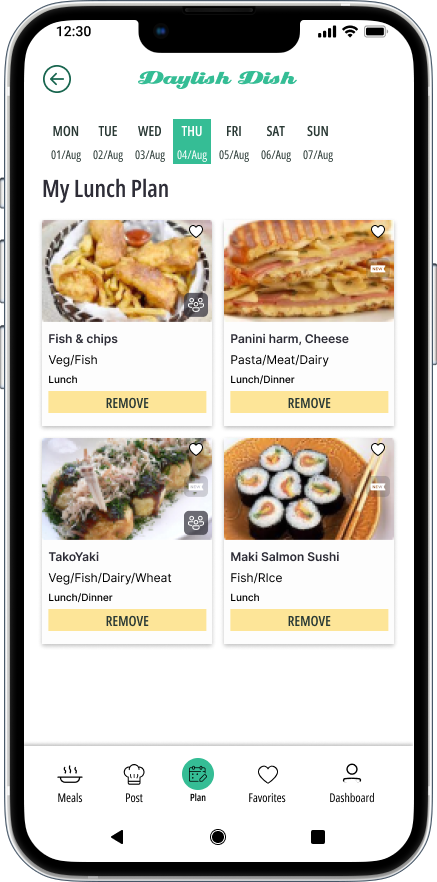 12:30
Daylish Dish
MON TUE WED THU FRI SAT SUN
01/Aug 02/Aug 03/Aug 04/Aug 05/Aug 06/Aug 07/Aug
My Lunch Plan
NEW
Fish & chips Panini harm, Cheese
Veg/Fish Pasta/Meat/Dairy
Lunch Lunch/Dinner
REMOVE REMOVE
NEW NEW
TakoYaki Maki Salmon Sushi
Veg/Fish/Dairy/Wheat Fish/RIce
Lunch/Dinner Lunch
REMOVE REMOVE
Meals Post Plan Favorites Dashboard